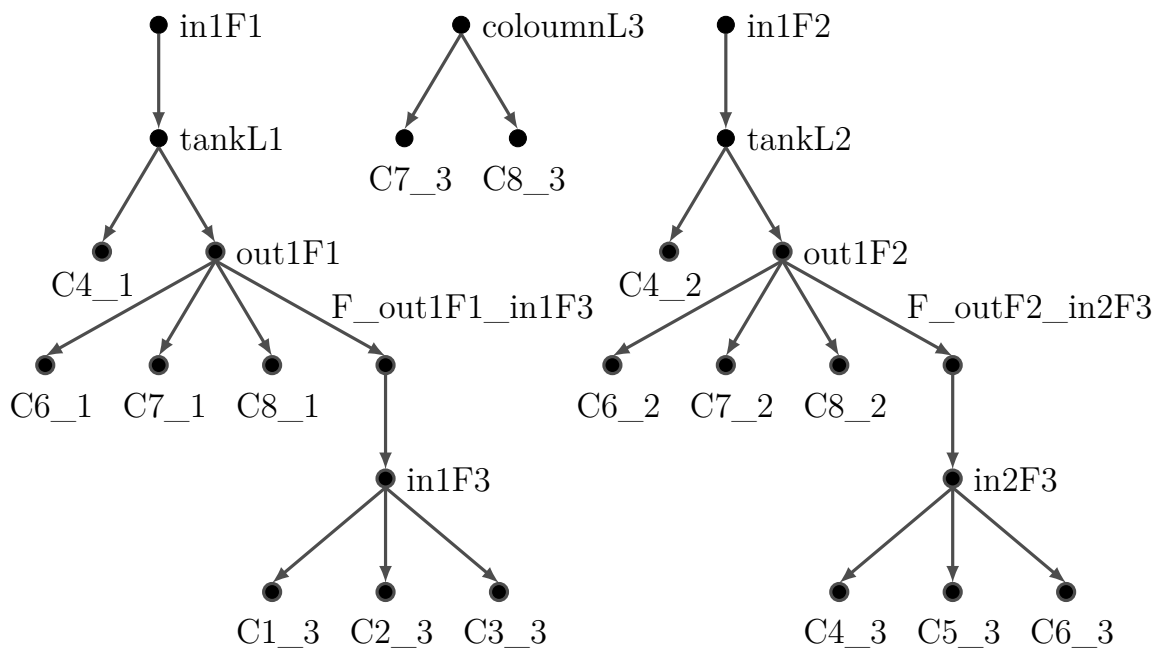 in1F1
coloumnL3
in1F2
tankL1
tankL2
C7_3
C8_3
out1F1
out1F2
C4_1
C4_2
F_out1F1_in1F3
F_outF2_in2F3
C6_1
C7_1
C8_1
C6_2
C7_2
C8_2
in1F3
in2F3
C1_3
C2_3
C3_3
C4_3
C5_3
C6_3